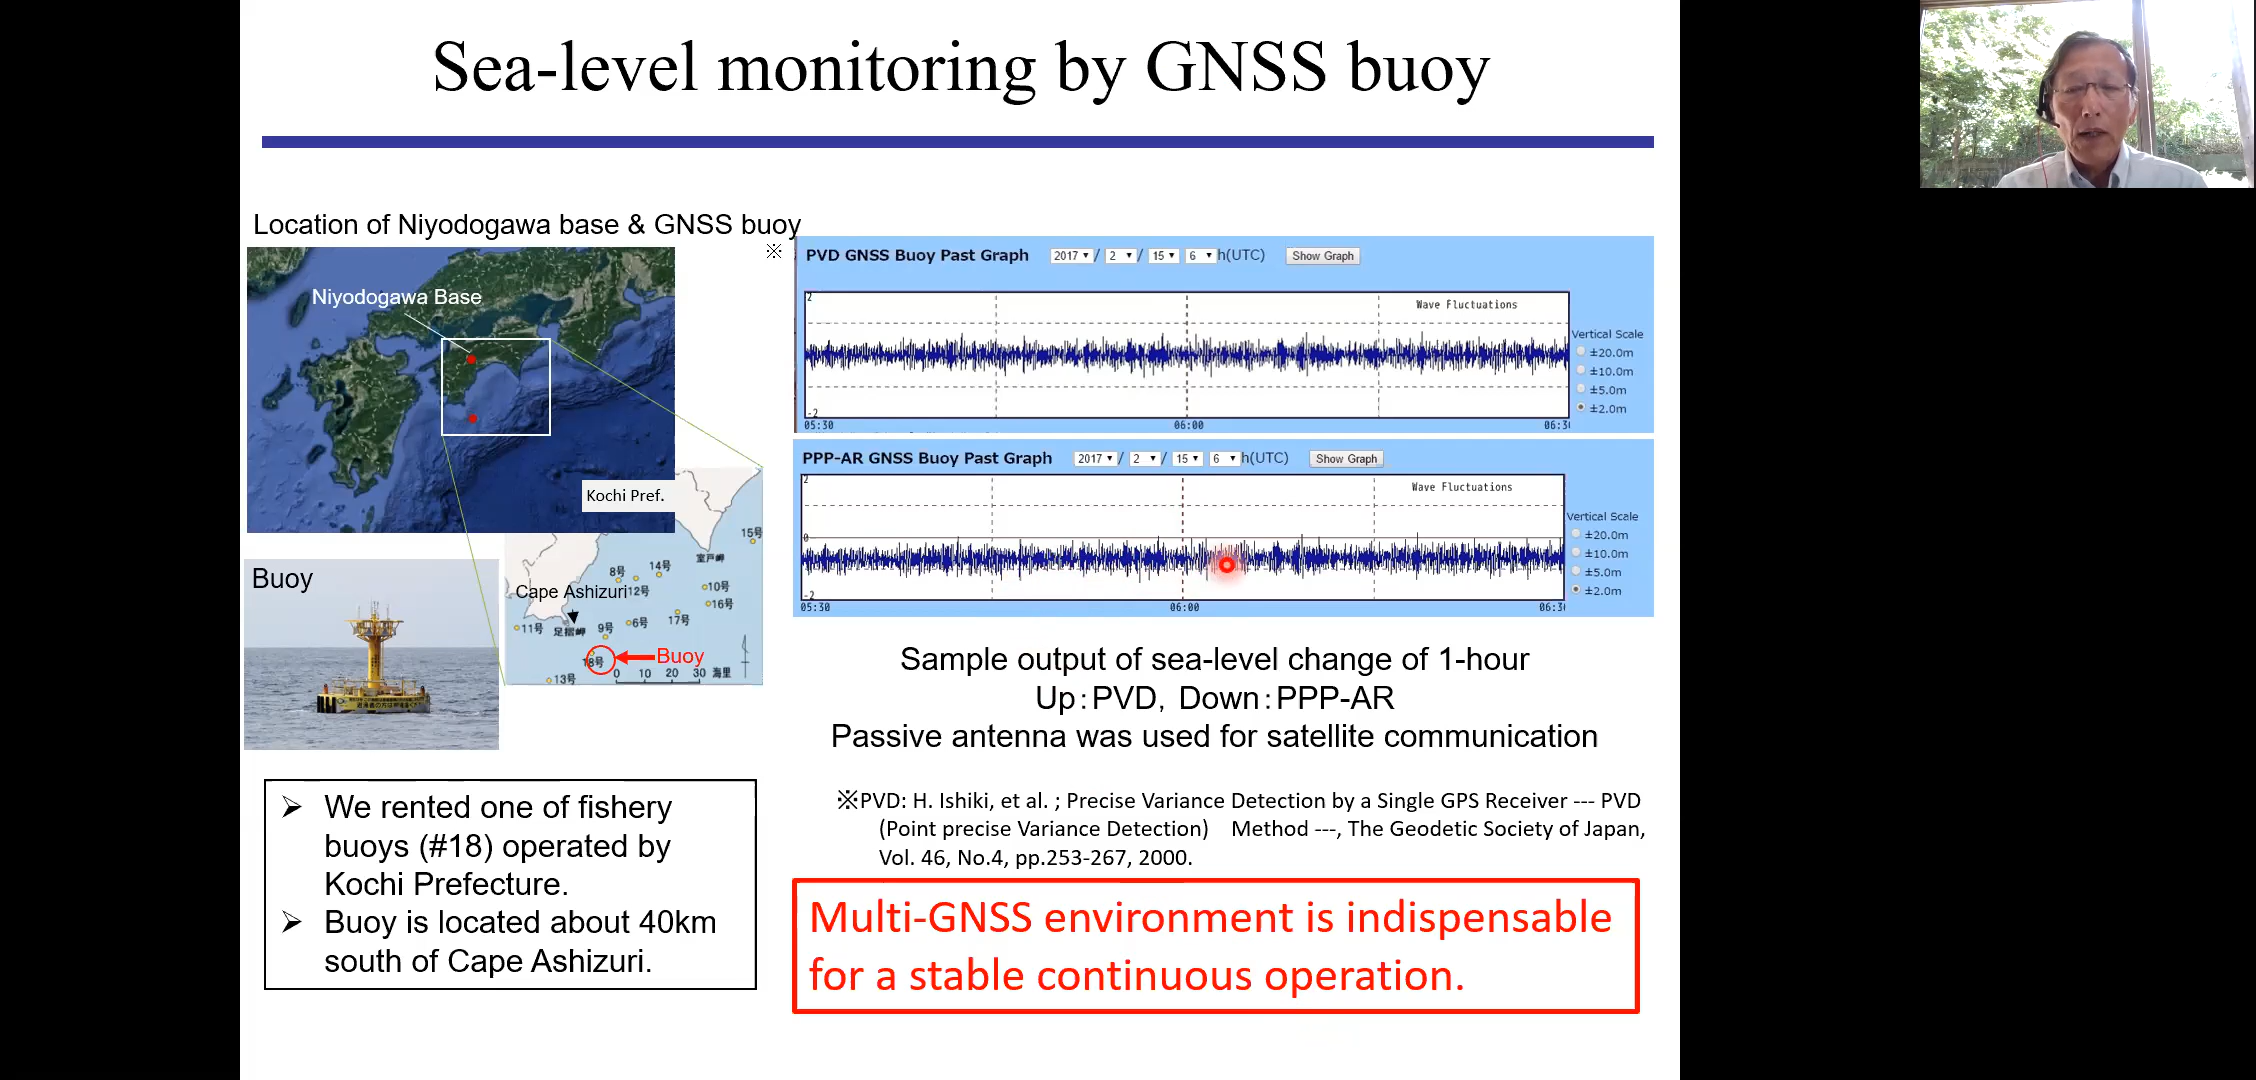 Sea-level monitoring by GNSS buoy
Location of Niyodogawa base & GNSS buoy
※
Niyodogawa Base
Kochi Pref.
15号
室戸岬
8号
14号
Cape Ashizuri
12号
10号
16号
11号
足摺岬
9号
6号
17号
18号
Buoy
13号
0 10 20 30 海里
Buoy
We rented one of fishery
buoys (#18) operated by
Kochi Prefecture.
Buoy is located about 40km
south of Cape Ashizuri.
PVD GNSS Buoy Past Graph 2017 / 2 / 15 6 h(UTC) Show Graph
2
Wave Fluctuations
-2
05:30 06:00 06:3
Vertical Scale
±20.0m
±10.0m
±5.0m
±2.0m
PPP-AR GNSS Buoy Past Graph 2017 / 2 / 15 6 h(UTC) Show Graph
2
Wave Fluctuations
0
-2
05:30 06:00 06:3
Vertical Scale
±20.0m
±10.0m
±5.0m
±2.0m
Sample output of sea-level change of 1-hour
Up:PVD, Down:PPP-AR
Passive antenna was used for satellite communication
※PVD: H. Ishiki, et al. ; Precise Variance Detection by a Single GPS Receiver --- PVD
(Point precise Variance Detection) Method ---, The Geodetic Society of Japan,
Vol. 46, No.4, pp.253-267, 2000.
Multi-GNSS environment is indispensable
for a stable continuous operation.